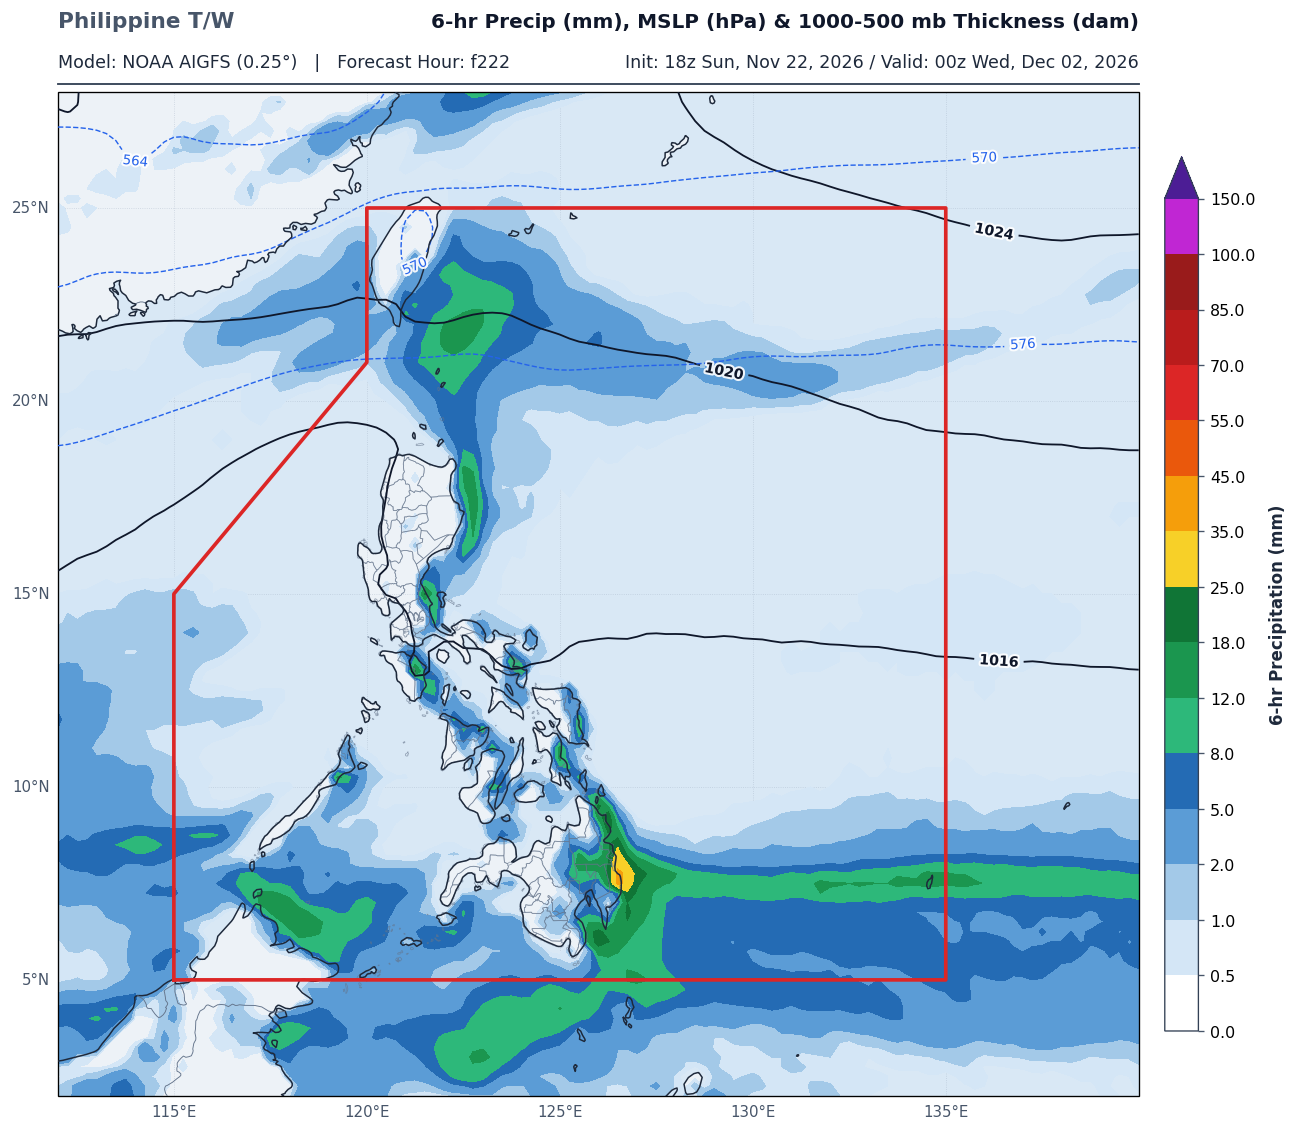 Philippine T/W
6-hr Precip (mm), MSLP (hPa) & 1000-500 mb Thickness (dam)
Model: NOAA AIGFS (0.25°) | Forecast Hour: f222
Init: 18z Sun, Nov 22, 2026 / Valid: 00z Wed, Dec 02, 2026
564
570
1024
570
576
1020
1016
25°N
20°N
15°N
10°N
5°N
115°E
120°E
125°E
130°E
135°E
150.0
100.0
85.0
70.0
55.0
45.0
35.0
25.0
18.0
12.0
8.0
5.0
2.0
1.0
0.5
0.0
6-hr Precipitation (mm)